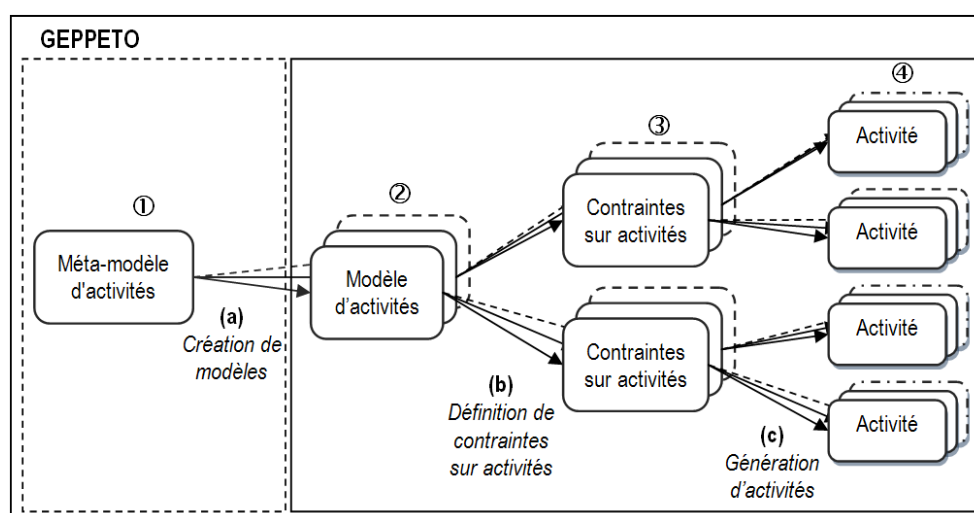 GEPPETO
①
Méta-modèle
d'activités
(a)
Création de
modèles
②
Modèle
d'activités
(b)
Définition de
contraintes
sur activités
③
Contraintes
sur activités
Contraintes
sur activités
(c)
Génération
d'activités
④
Activité
Activité
Activité
Activité